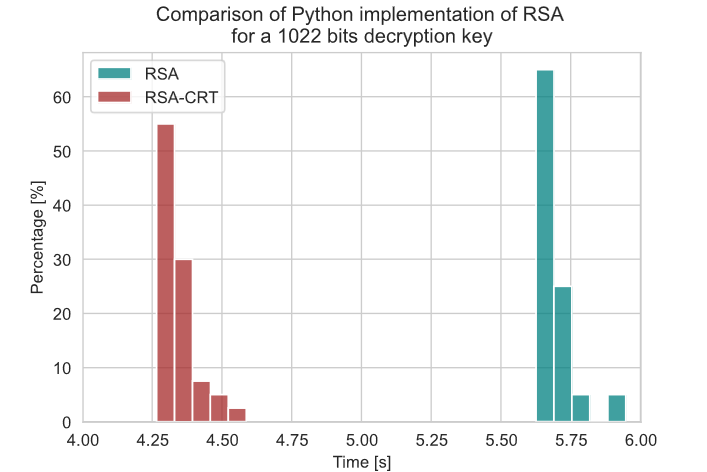 Comparison of Python implementation of RSA
for a 1022 bits decryption key
RSA
RSA-CRT
Percentage [%]
60
50
40
30
20
10
0
4.00 4.25 4.50 4.75 5.00 5.25 5.50 5.75 6.00
Time [s]